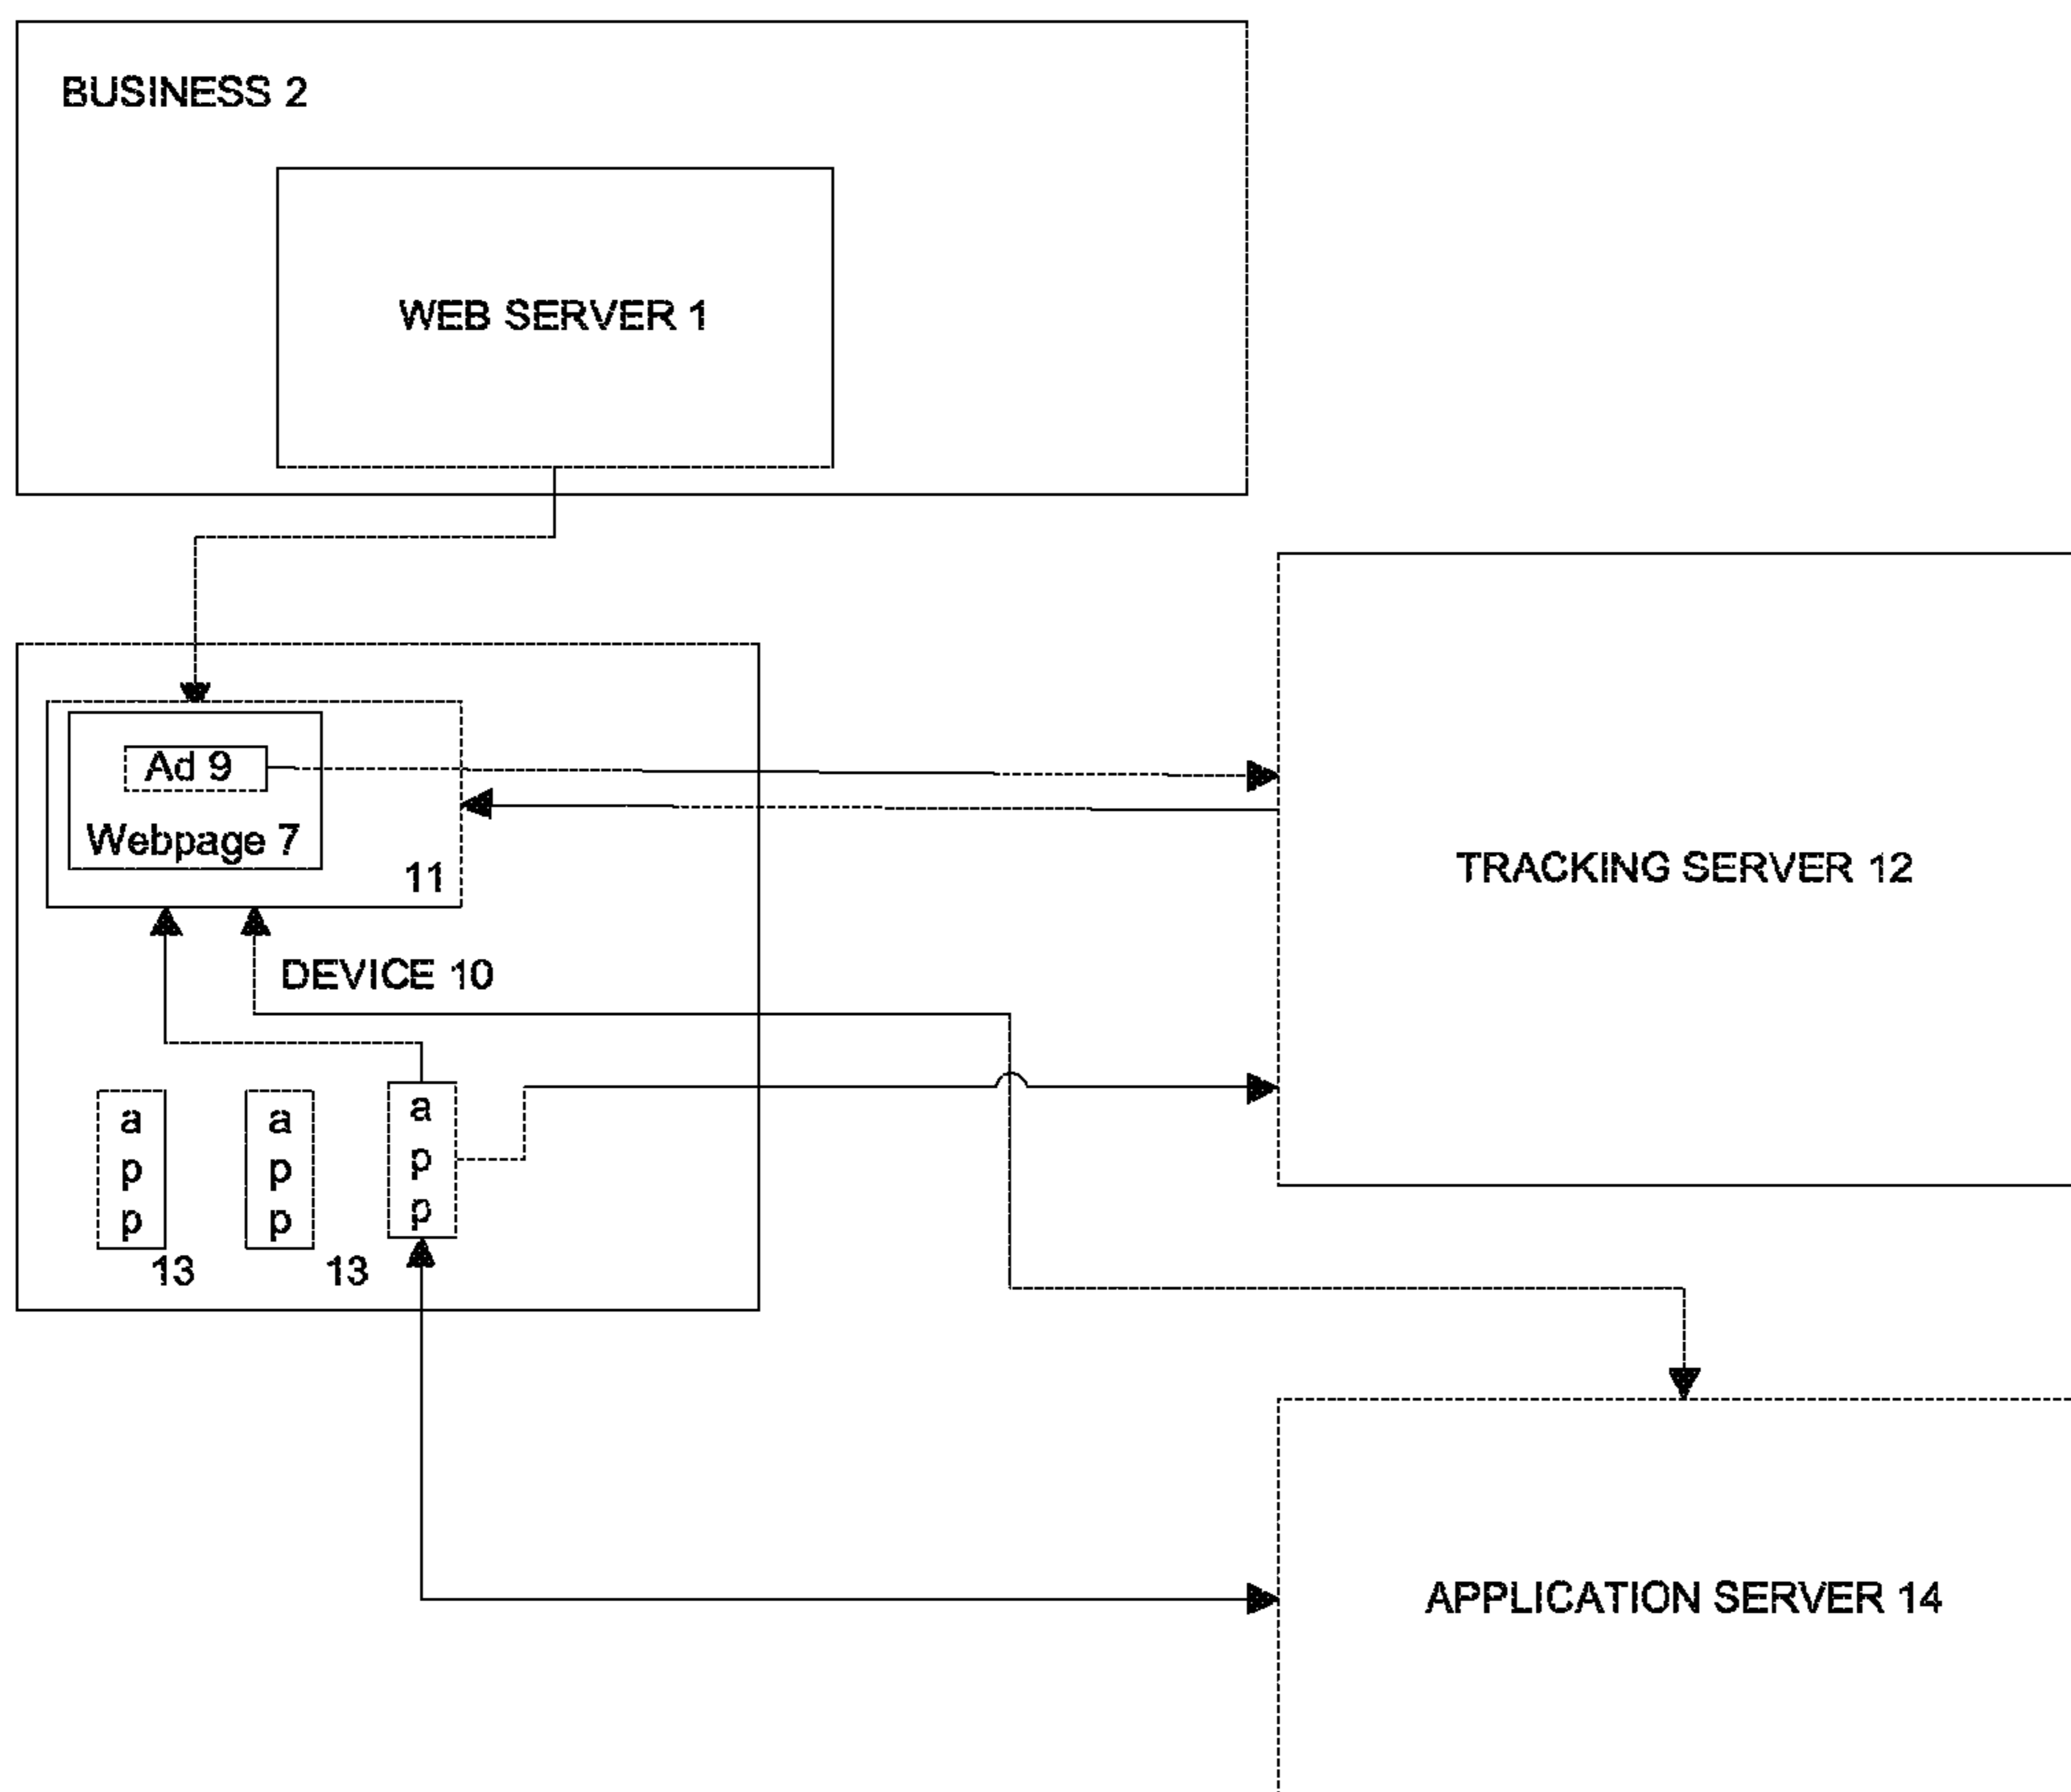 BUSINESS 2
WEB SERVER 1
Ad 9
Webpage 7
11
TRACKING SERVER 12
DEVICE 10
a
p
p
13
a
p
p
13
a
p
p
APPLICATION SERVER 14